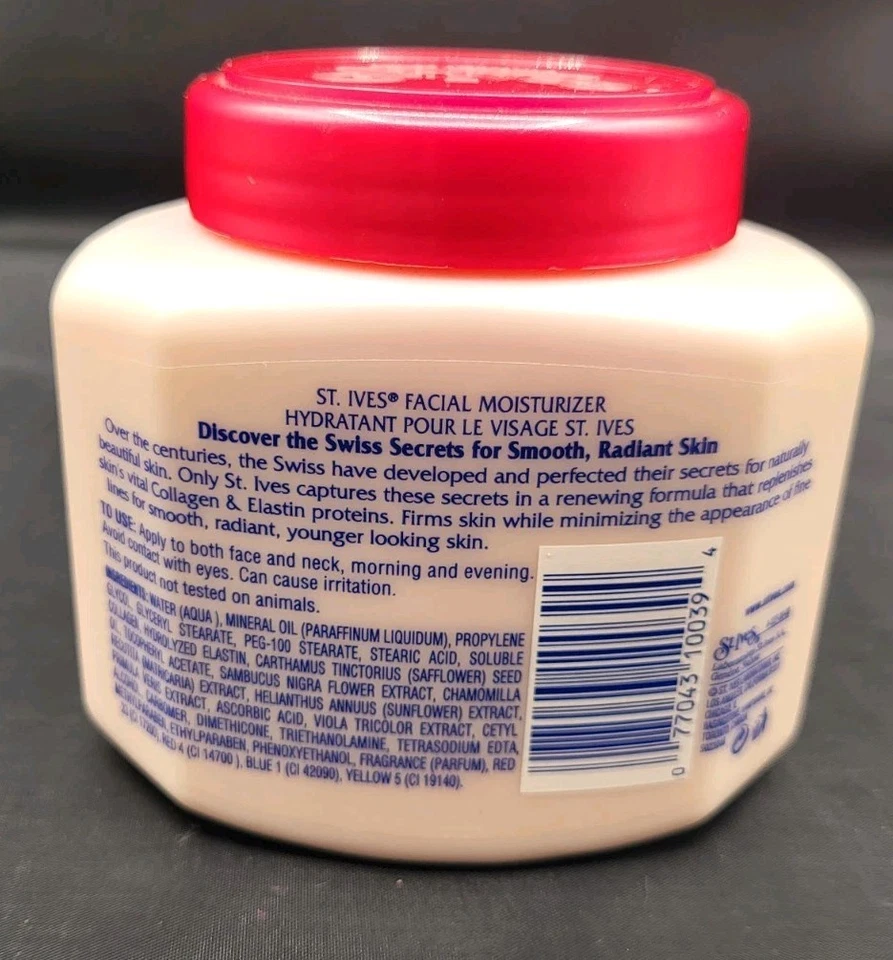 ST. IVES® FACIAL MOISTURIZER
HYDRATANT POUR LE VISAGE ST. IVES
Discover the Swiss Secrets for Smooth, Radiant Skin
Over the centuries, the Swiss have developed and perfected their secrets for naturally
beautiful skin. Only St. Ives captures these secrets in a renewing formula that replenishes
skin's vital Collagen & Elastin proteins. Firms skin while minimizing the appearance of fine
lines for smooth, radiant, younger looking skin.
TO USE: Apply to both face and neck, morning and evening.
Avoid contact with eyes. Can cause irritation.
This product not tested on animals.
INGREDIENTS: WATER (AQUA ), MINERAL OIL (PARAFFINUM LIQUIDUM), PROPYLENE
GLYCOL, GLYCERYL STEARATE, PEG-100 STEARATE, STEARIC ACID, SOLUBLE
COLLAGEN, HYDROLYZED ELASTIN, CARTHAMUS TINCTORIUS (SAFFLOWER) SEED
OIL, TOCOPHERYL ACETATE, SAMBUCUS NIGRA FLOWER EXTRACT, CHAMOMILLA
RECUTITA (MATRICARIA) EXTRACT, HELIANTHUS ANNUUS (SUNFLOWER) EXTRACT,
PRIMULA VERIS EXTRACT, ASCORBIC ACID, VIOLA TRICOLOR EXTRACT, CETYL
ALCOHOL, CARBOMER, DIMETHICONE, TRIETHANOLAMINE, TETRASODIUM EDTA,
METHYLPARABEN, ETHYLPARABEN, PHENOXYETHANOL, FRAGRANCE (PARFUM), RED
33 (CI 17200), RED 4 (CI 14700 ), BLUE 1 (CI 42090), YELLOW 5 (CI 19140).
0 77043 10039 4
St. Ives